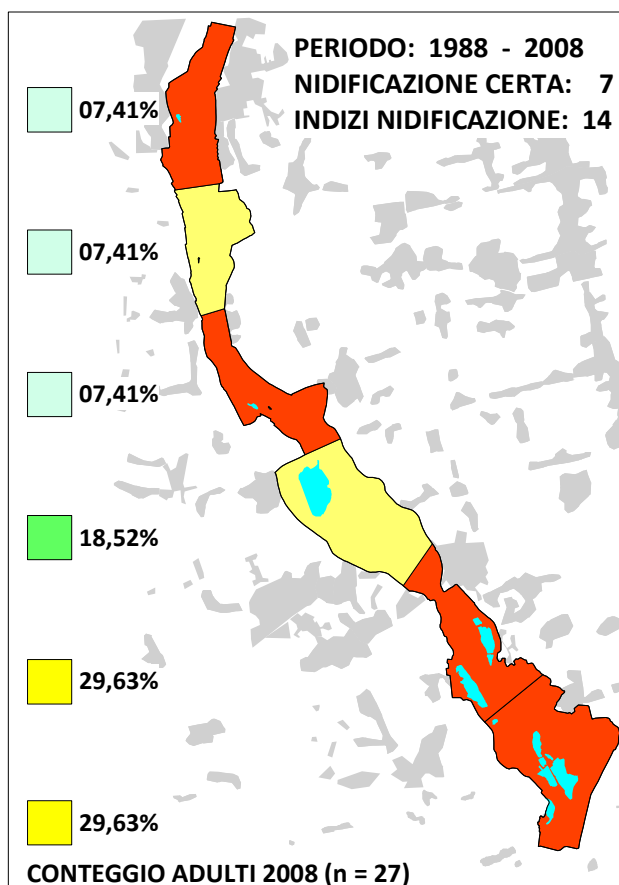 PERIODO: 1988 - 2008
NIDIFICAZIONE CERTA: 7
INDIZI NIDIFICAZIONE: 14
07,41%
07,41%
07,41%
18,52%
29,63%
29,63%
CONTEGGIO ADULTI 2008 (n = 27)